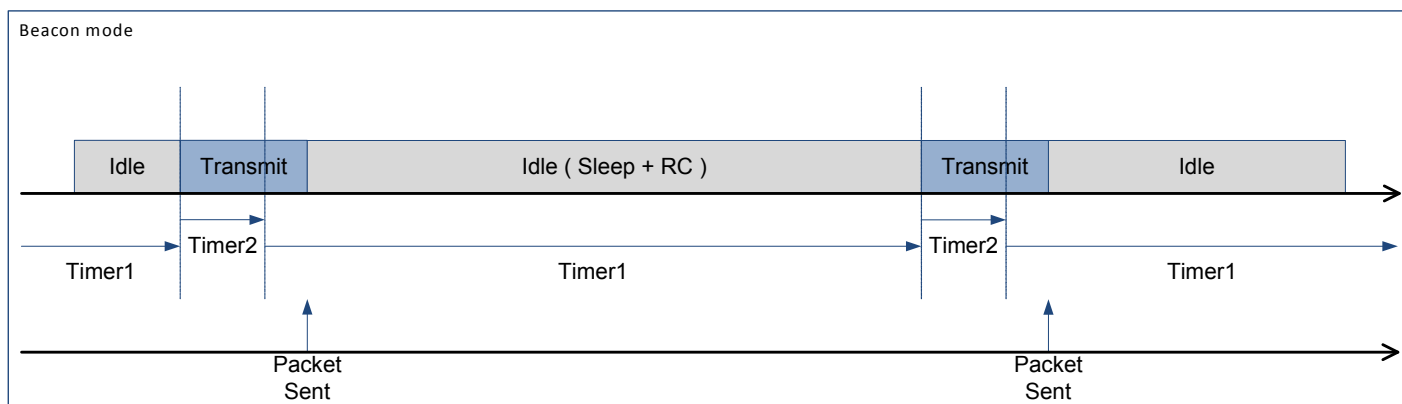 Beacon mode
Idle
Transmit
Idle ( Sleep + RC )
Transmit
Idle
Timer2
Timer2
Timer1
Timer1
Timer1
Packet
Sent
Packet
Sent